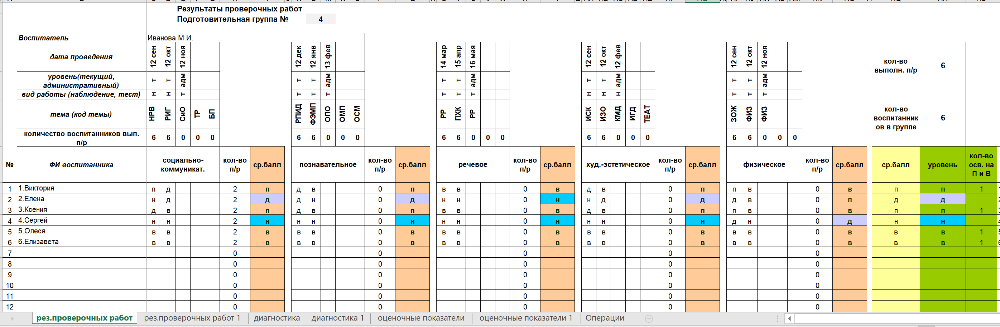 Результаты проверочных работ
Подготовительная группа № 4
Воспитатель Иванова М.И.
дата проведения 12 сен 12 окт 12 ноя 12 дек 12 янв 13 фев 14 мар 15 апр 16 мая 12 сен 12 окт 12 фев 12 сен 12 окт 12 ноя кол-во выполн. п/р 6
уровень(текущий, административный) т т адм т т адм т т адм т т адм т т адм
вид работы (наблюдение, тест) н н т т т т т т т н н н т т т
тема (код темы) НРВ РИГ СиО ТР БП РПИД ФЭМП ОПО ОМП ОСМ РР ПХК РР ИСК ИЗО КМД ИГД ТЕАТ ЗОЖ ФИЗ ФИЗ кол-во воспитанник ов в группе 6
количество воспитанников вып. п/р 6 6 0 0 0 6 6 0 0 0 6 6 0 0 0 6 6 0 0 0 6 6 0 0 0
№ ФИ воспитанника социально-коммуникат. кол-во п/р ср.балл познавательное кол-во п/р ср.балл речевое кол-во п/р ср.балл худ.-эстетическое кол-во п/р ср.балл физическое кол-во п/р ср.балл ср.балл уровень кол-во осв. на П и В
1 1.Виктория п д 2 п д в 0 п в в 0 в д в 0 п п в 0 в п п 1
2 2.Елена н д 2 д д н 0 д н н 0 н н д 0 д д в 0 п д д
3 3.Ксения д в 2 п д в 0 п в в 0 в д в 0 п п в 0 в п п 1
4 4.Сергей н н 2 н н н 0 н н н 0 н н н 0 н д н 0 д н н
5 5.Олеся в в 2 в в в 0 в в в 0 в в в 0 в в в 0 в в в 1
6 6.Елизавета в в 2 в в в 0 в в в 0 в в в 0 в в в 0 в в в 1
7 0 0 0 0 0
8 0 0 0 0 0
9 0 0 0 0 0
10 0 0 0 0 0
11 0 0 0 0 0
12 0 0 0 0 0
рез.проверочных работ рез.проверочных работ 1 диагностика диагностика 1 оценочные показатели оценочные показатели 1 Операции